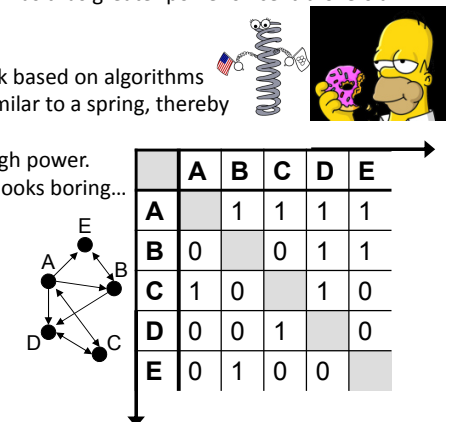 k based on algorithms
milar to a spring, thereby
gh power.
ooks boring...
A B C D E
A 1 1 1 1
B 0 0 1 1
C 1 0 1 0
D 0 0 1 0
E 0 1 0 0
E
A
B
D
C